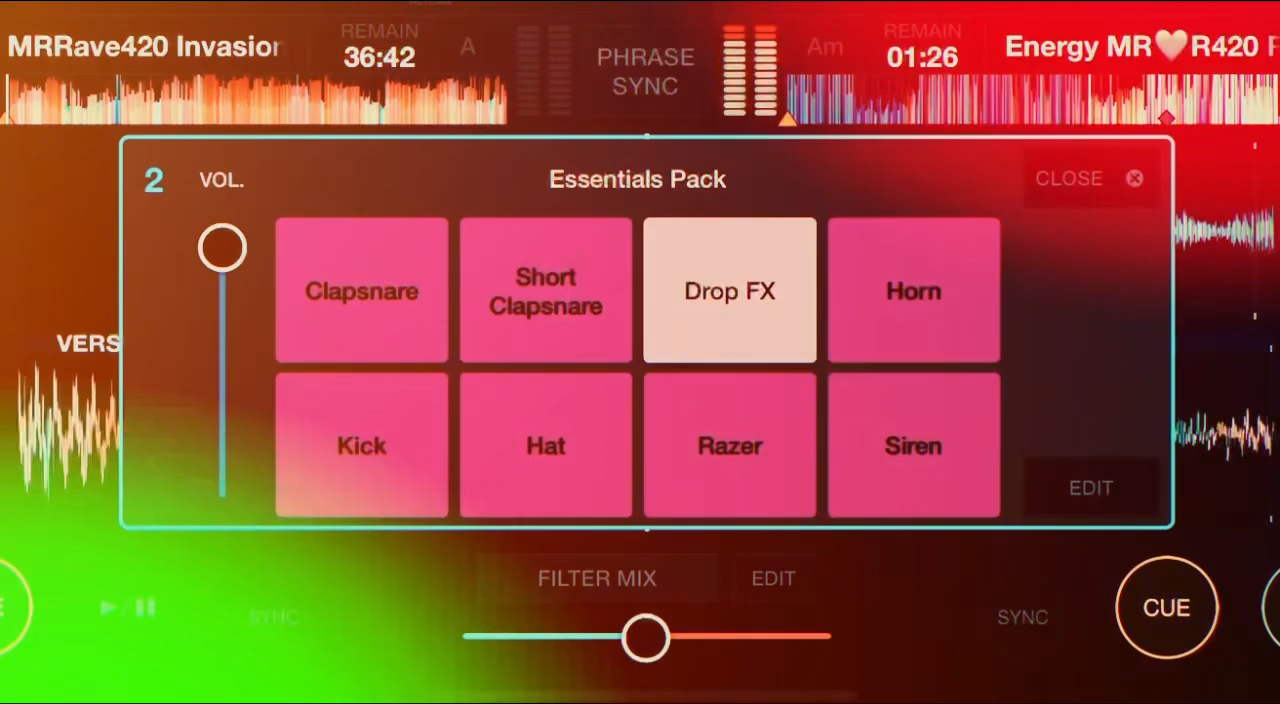 MRRave420 Invasion
REMAIN
36:42
A
PHRASE
SYNC
Am
REMAIN
01:26
Energy MR🤍R420
2
VOL.
Essentials Pack
CLOSE
Clapsnare
Short
Clapsnare
Drop FX
Horn
VERS
Kick
Hat
Razer
Siren
EDIT
FILTER MIX
EDIT
SYNC
SYNC
CUE